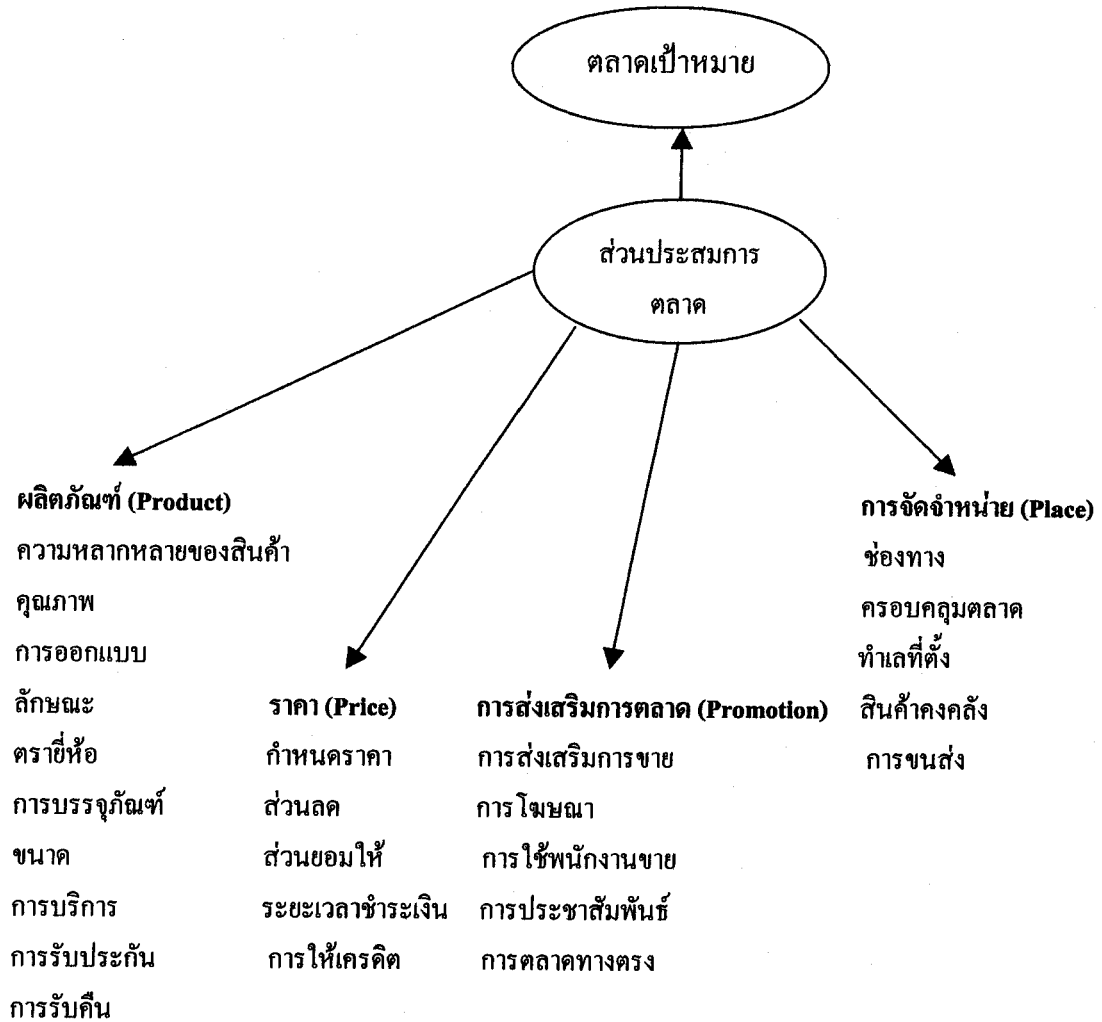 ตลาดเป้าหมาย
ส่วนประสมการ
ตลาด
ผลิตภัณฑ์ (Product)
ความหลากหลายของสินค้า
คุณภาพ
การออกแบบ
ลักษณะ
ตรายี่ห้อ
การบรรจุภัณฑ์
ขนาด
การบริการ
การรับประกัน
การรับคืน
ราคา (Price)
กำหนดราคา
ส่วนลด
ส่วนยอมให้
ระยะเวลาชำระเงิน
การให้เครดิต
การส่งเสริมการตลาด (Promotion)
การส่งเสริมการขาย
การโฆษณา
การใช้พนักงานขาย
การประชาสัมพันธ์
การตลาดทางตรง
การจัดจำหน่าย (Place)
ช่องทาง
ครอบคลุมตลาด
ทำเลที่ตั้ง
สินค้าคงคลัง
การขนส่ง